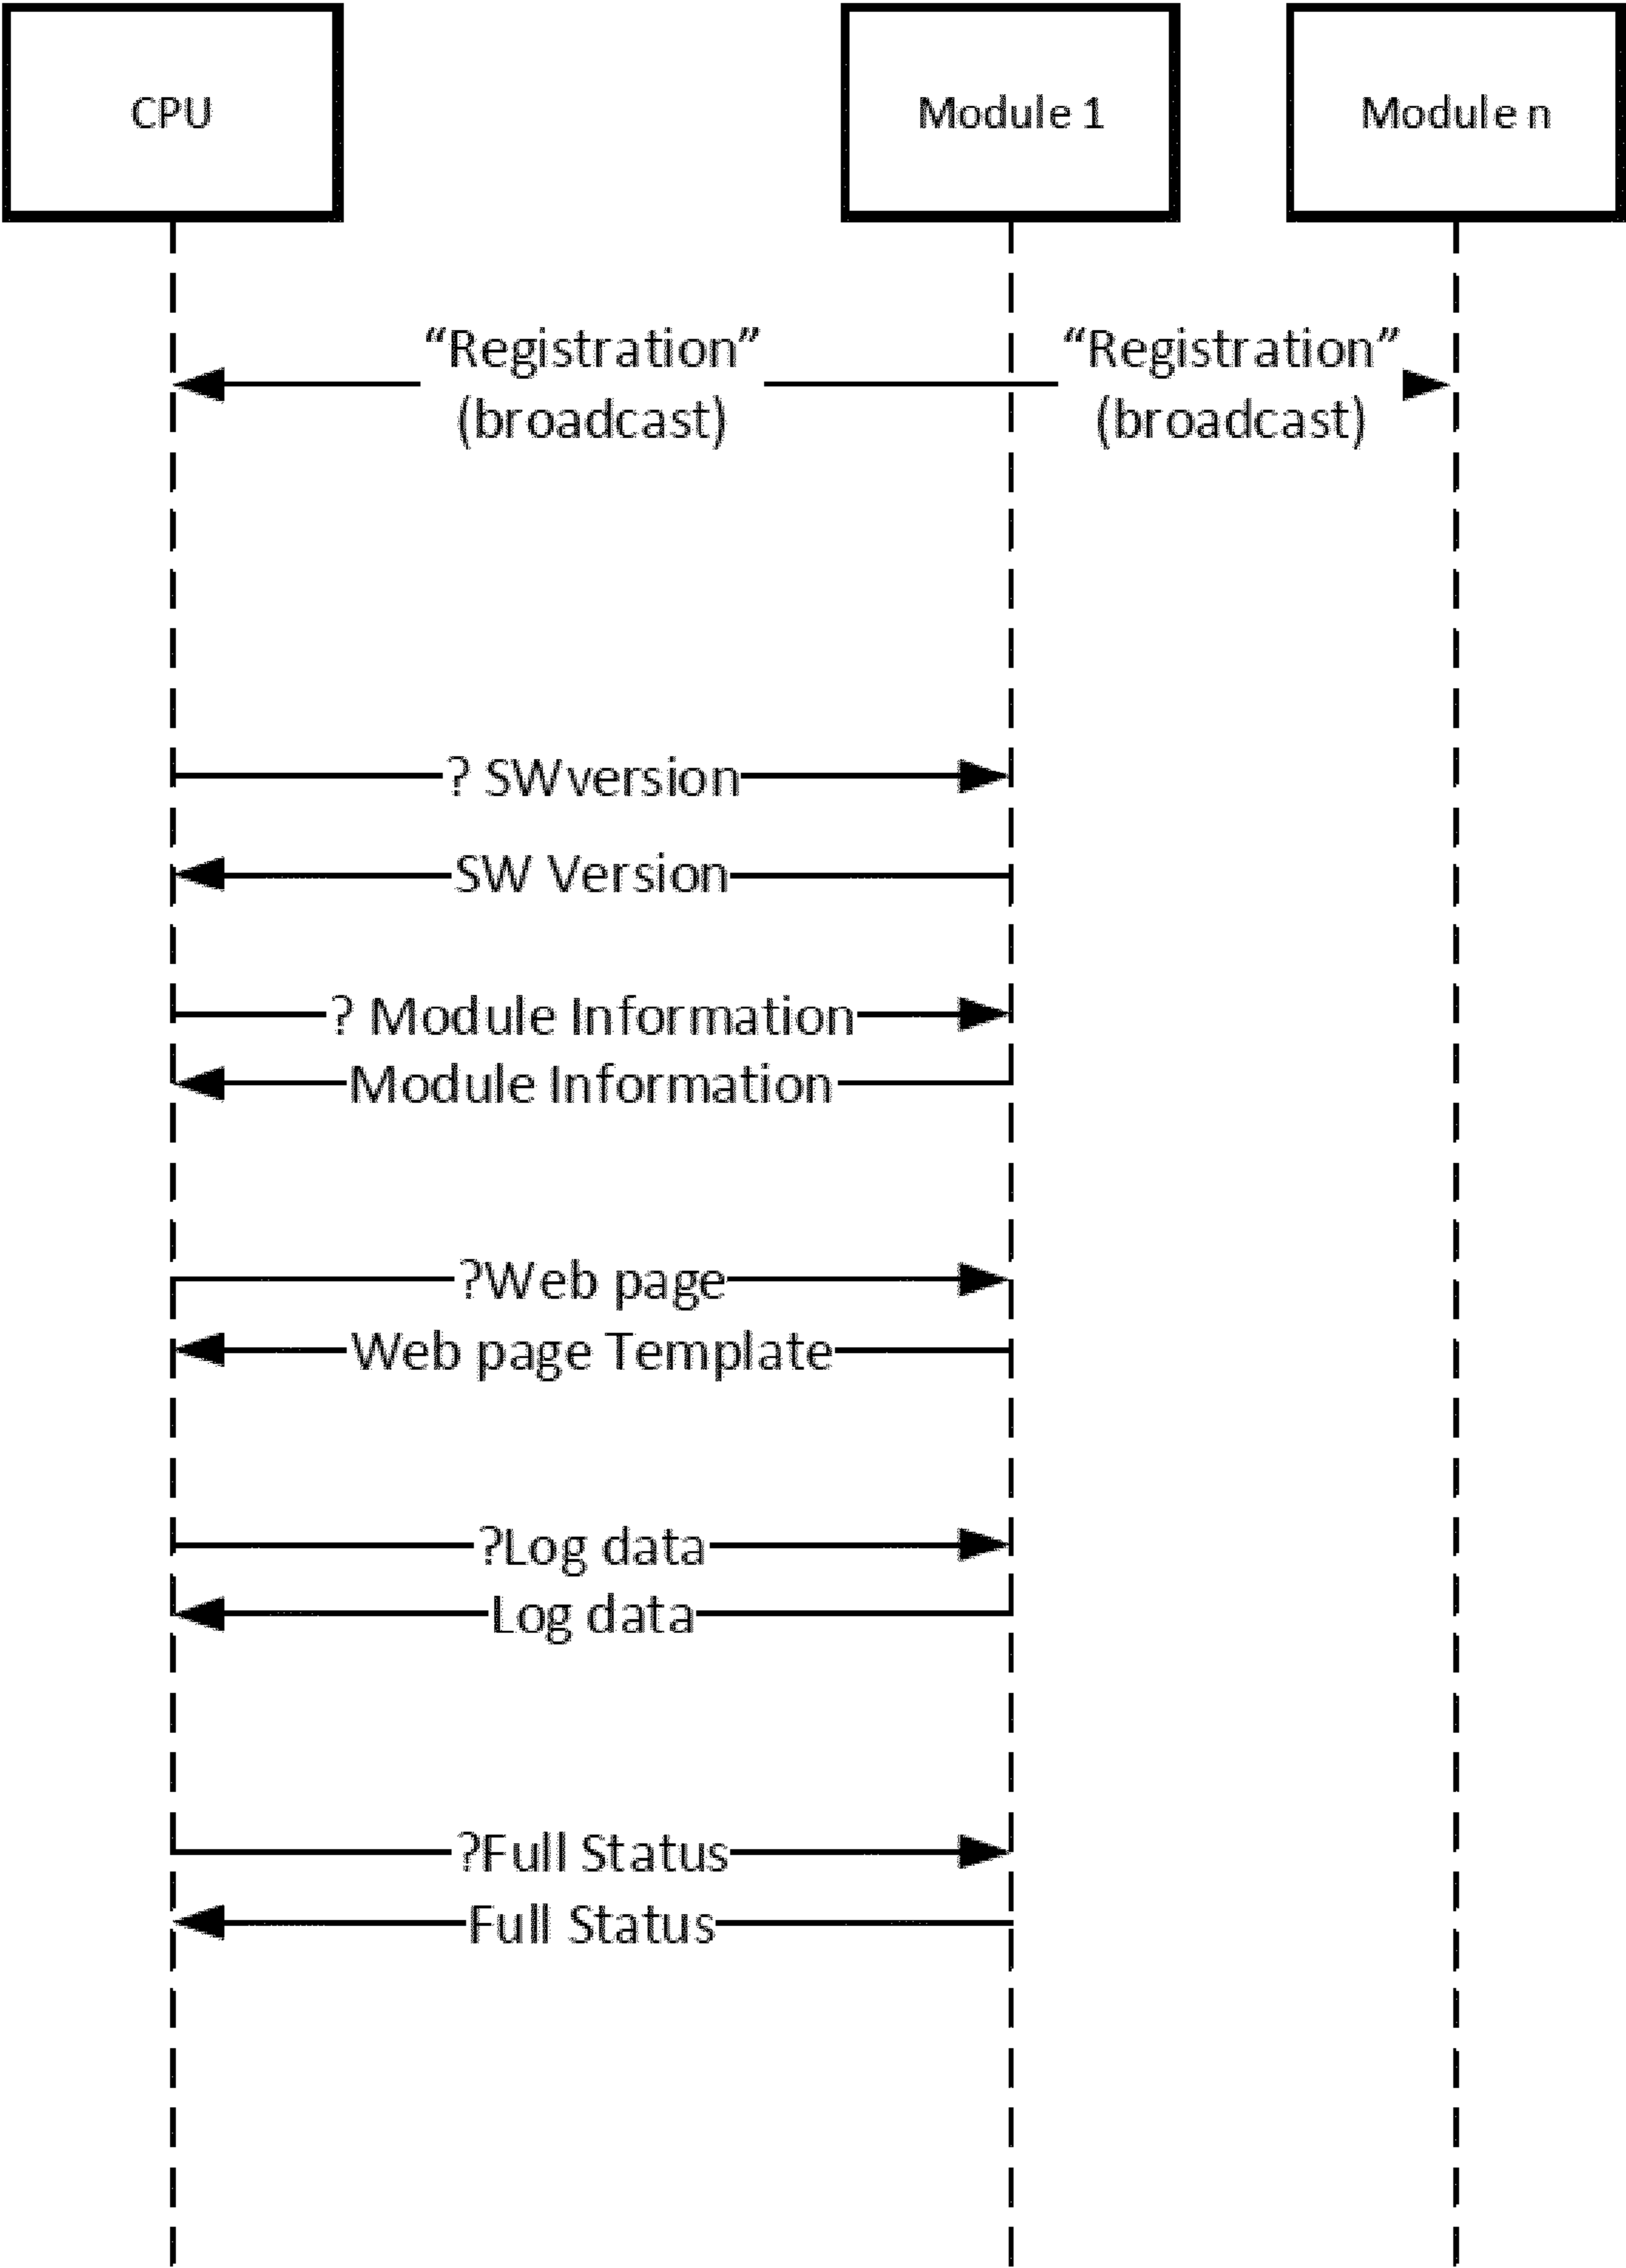 CPU
Module 1
Module n
“Registration”
(broadcast)
“Registration”
(broadcast)
? SWversion
SW Version
? Module Information
Module Information
?Web page
Web page Template
?Log data
Log data
?Full Status
Full Status